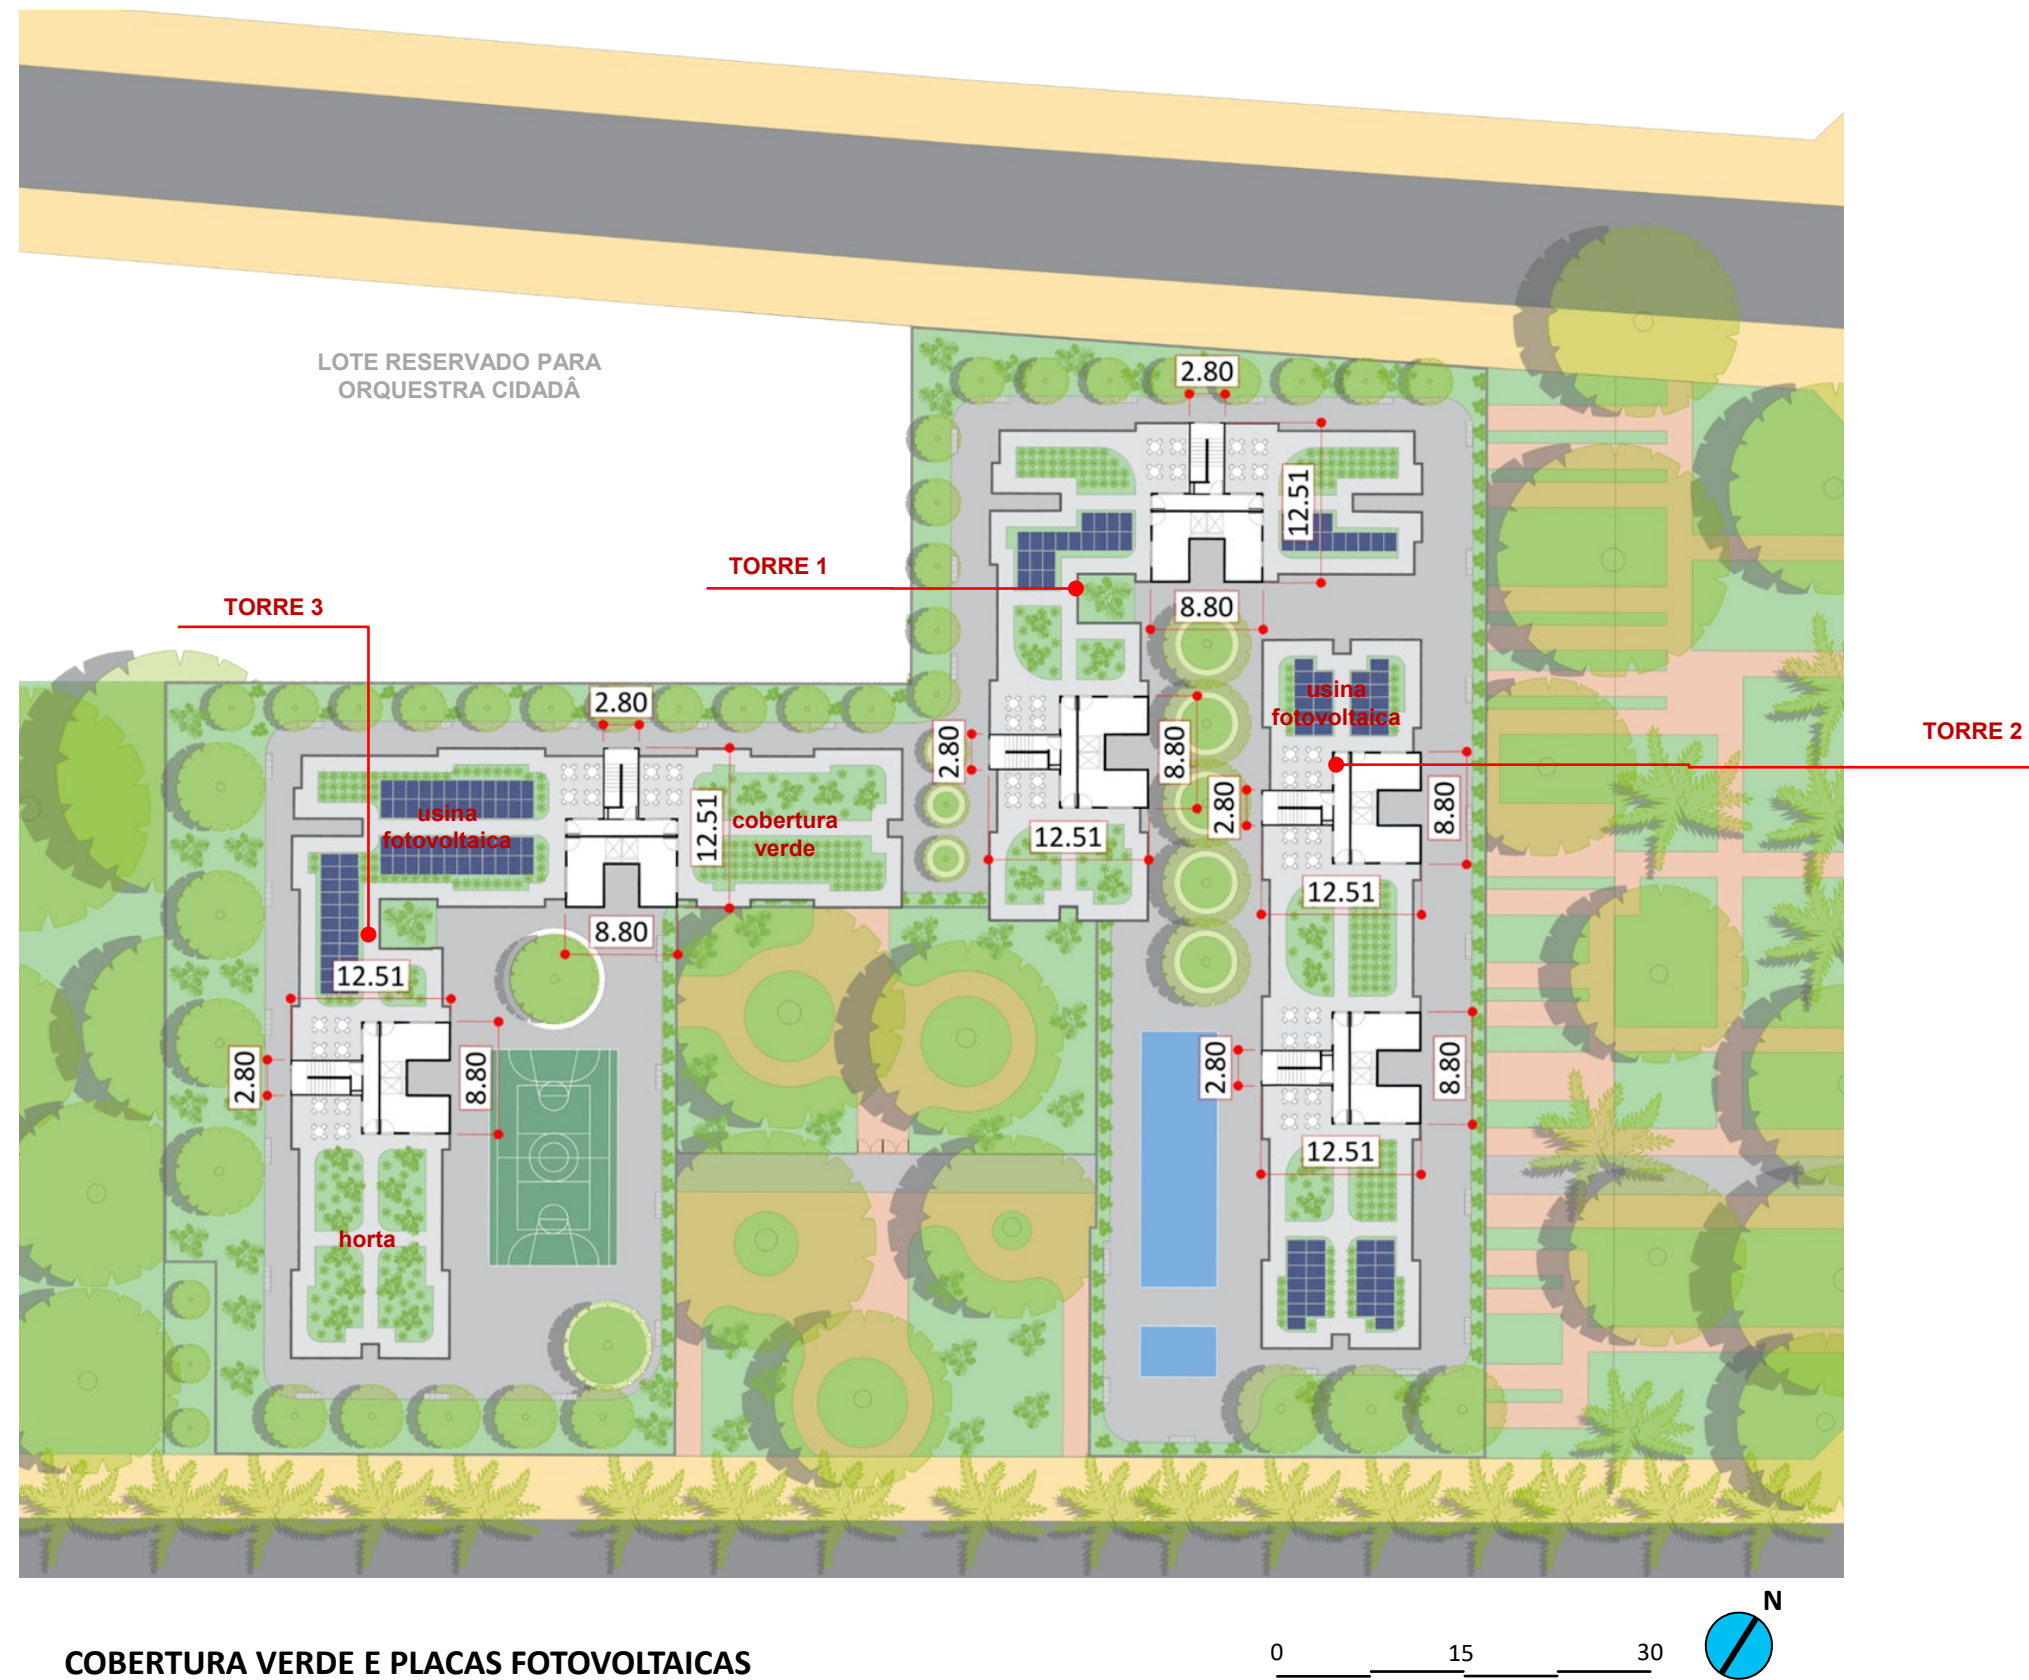 LOTE RESERVADO PARA
ORQUESTRA CIDADÂ
2.80
12.51
TORRE 1
8.80
TORRE 3
usina
fotovoltaica
TORRE 2
2.80
2.80
8.80
2.80
8.80
12.51
usina
fotovoltaica
cobertura
verde
12.51
12.51
8.80
12.51
2.80
8.80
2.80
8.80
12.51
horta
N
0 15 30
COBERTURA VERDE E PLACAS FOTOVOLTAICAS